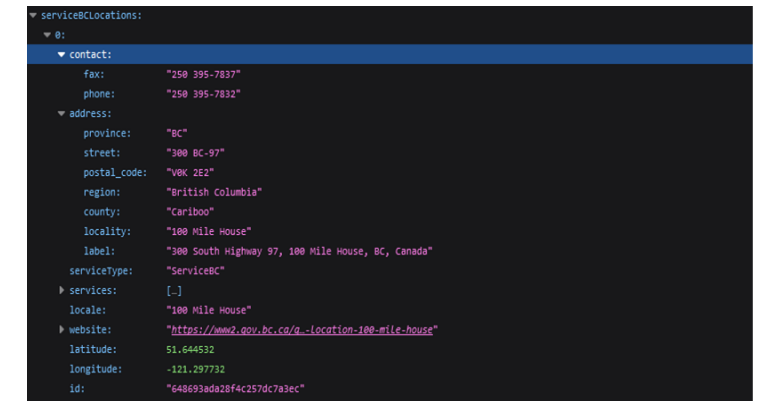 serviceBCLocations:
0:
contact:
fax: "250 395-7837"
phone: "250 395-7832"
address:
province: "BC"
street: "300 BC-97"
postal_code: "V0K 2E2"
region: "British Columbia"
county: "Cariboo"
locality: "100 Mile House"
label: "300 South Highway 97, 100 Mile House, BC, Canada"
serviceType: "ServiceBC"
services: […]
locale: "100 Mile House"
website: "https://www2.gov.bc.ca/g…-location-100-mile-house"
latitude: 51.644532
longitude: -121.297732
id: "648693ada28f4c257dc7a3ec"